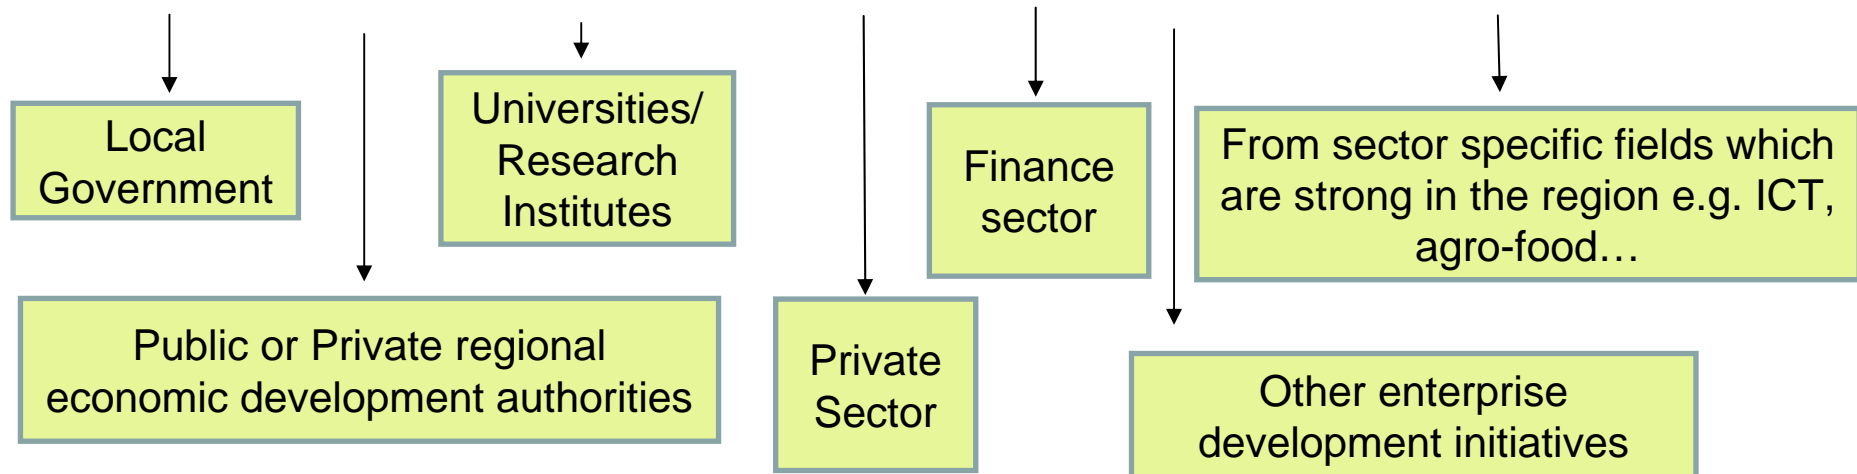 Local
Government
Universities/
Research
Institutes
Finance
sector
From sector specific fields which
are strong in the region e.g. ICT,
agro-food…
Public or Private regional
economic development authorities
Private
Sector
Other enterprise
development initiatives